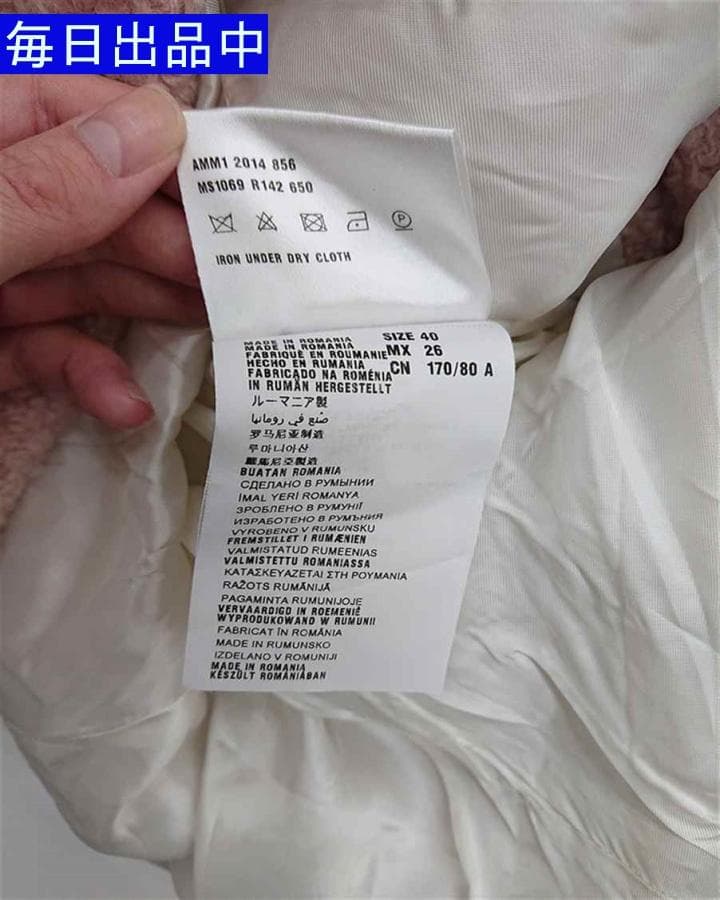 毎日出品中
AMM1 2014 856
MS1069 R142 650
IRON UNDER DRY CLOTH
MADE IN ROMANIA
MADE IN ROMANIA
FABRIQUÉ EN ROUMANIE
HECHO EN RUMANIA
FABRICADO NA ROMÉNIA
IN RUMÄN HERGESTELLT
SIZE 40
MX 26
CN 170/80 A
ルーマニア製
صُنع في رومانيا
罗马尼亚制造
루마니아산
羅馬尼亞製造
BUATAN ROMANIA
СДЕЛАНО В РУМЫНИИ
İMAL YERİ ROMANYA
ЗРОБЛЕНО В РУМУНІЇ
ИЗРАБОТЕНО В РУМЪНИЯ
VYROBENO V RUMUNSKU
FREMSTILLET I RUMÆNIEN
VALMISTATUD RUMEENIAS
VALMISTETTU ROMANIASSA
ΚΑΤΑΣΚΕΥΑΖΕΤΑΙ ΣΤΗ ΡΟΥΜΑΝΙΑ
RAŽOTS RUMĀNIJĀ
PAGAMINTA RUMUNIJOJE
VERVAARDIGD IN ROEMENIË
WYPRODUKOWANO W RUMUNII
FABRICAT ÎN ROMÂNIA
MADE IN RUMUNSKO
IZDELANO V ROMUNIJI
MADE IN ROMANIA
KÉSZÜLT ROMÁNIÁBAN